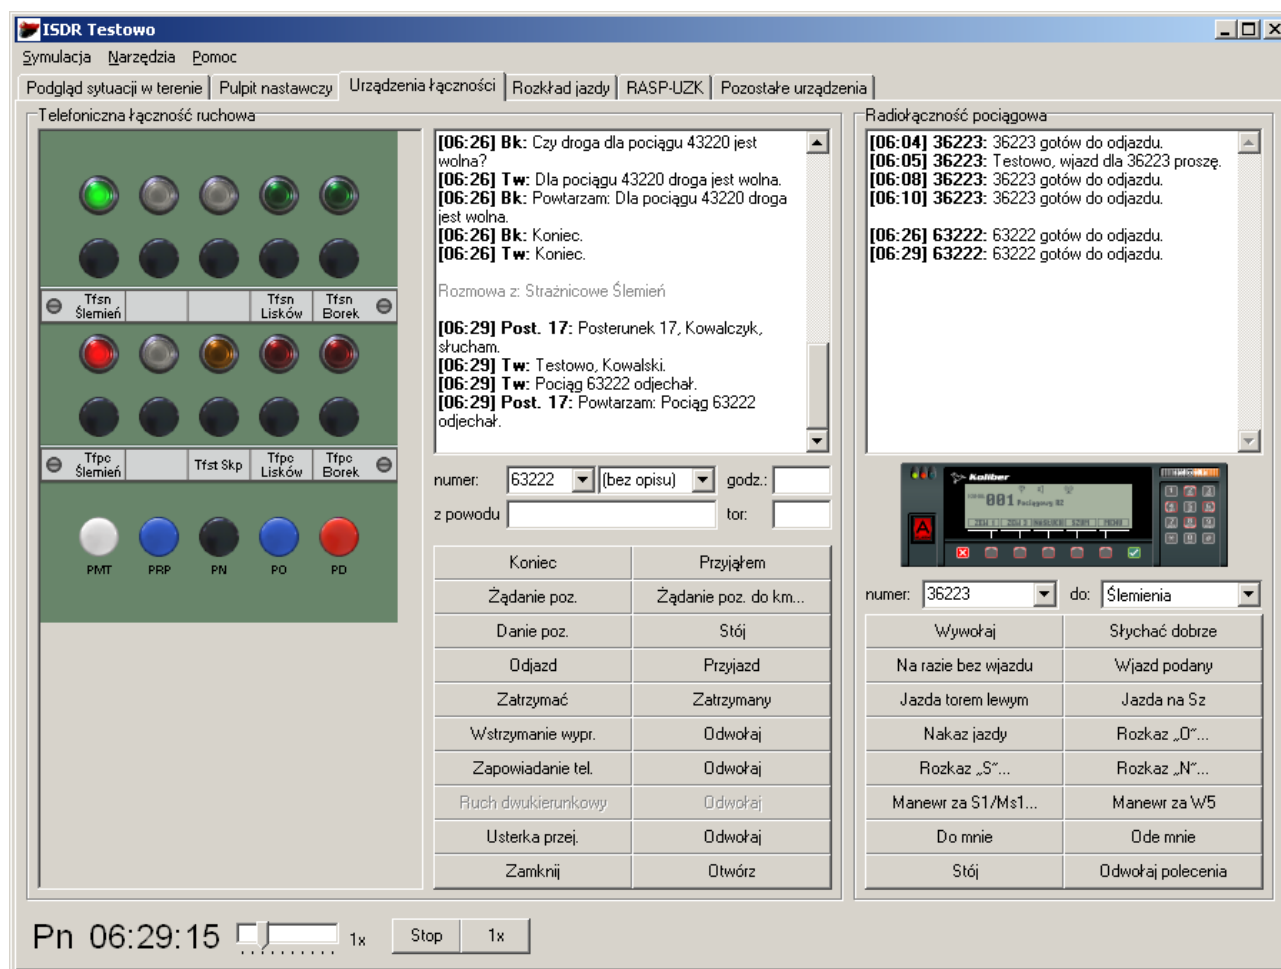 ISDR Testowo
Symulacja Narzędzia Pomoc
Podgląd sytuacji w terenie Pulpit nastawczy Urządzenia łączności Rozkład jazdy RASP-UZK Pozostałe urządzenia
Telefoniczna łączność ruchowa
Tfsn Ślemień
Tfsn Lisków
Tfsn Borek
Tfpc Ślemień
Tfst Skp
Tfpc Lisków
Tfpc Borek
PMT PRP PN PO PD
[06:26] Bk: Czy droga dla pociągu 43220 jest
wolna?
[06:26] Tw: Dla pociągu 43220 droga jest wolna.
[06:26] Bk: Powtarzam: Dla pociągu 43220 droga
jest wolna.
[06:26] Bk: Koniec.
[06:26] Tw: Koniec.
Rozmowa z: Strażnicowe Ślemień
[06:29] Post. 17: Posterunek 17, Kowalczyk,
słucham.
[06:29] Tw: Testowo, Kowalski.
[06:29] Tw: Pociąg 63222 odjechał.
[06:29] Post. 17: Powtarzam: Pociąg 63222
odjechał.
numer: 63222 (bez opisu) godz.:
z powodu tor:
Koniec Przyjąłem
Żądanie poz. Żądanie poz. do km...
Danie poz. Stój
Odjazd Przyjazd
Zatrzymać Zatrzymany
Wstrzymanie wypr. Odwołaj
Zapowiadanie tel. Odwołaj
Ruch dwukierunkowy Odwołaj
Usterka przej. Odwołaj
Zamknij Otwórz
Radiołączność pociągowa
[06:04] 36223: 36223 gotów do odjazdu.
[06:05] 36223: Testowo, wjazd dla 36223 proszę.
[06:08] 36223: 36223 gotów do odjazdu.
[06:10] 36223: 36223 gotów do odjazdu.
[06:26] 63222: 63222 gotów do odjazdu.
[06:29] 63222: 63222 gotów do odjazdu.
Koliber
001 Pociągowy R2
A
numer: 36223 do: Ślemienia
Wywołaj Słychać dobrze
Na razie bez wjazdu Wjazd podany
Jazda torem lewym Jazda na Sz
Nakaz jazdy Rozkaz „O”...
Rozkaz „S”... Rozkaz „N”...
Manewr za S1/Ms1... Manewr za W5
Do mnie Ode mnie
Stój Odwołaj polecenia
Pn 06:29:15 1x Stop 1x